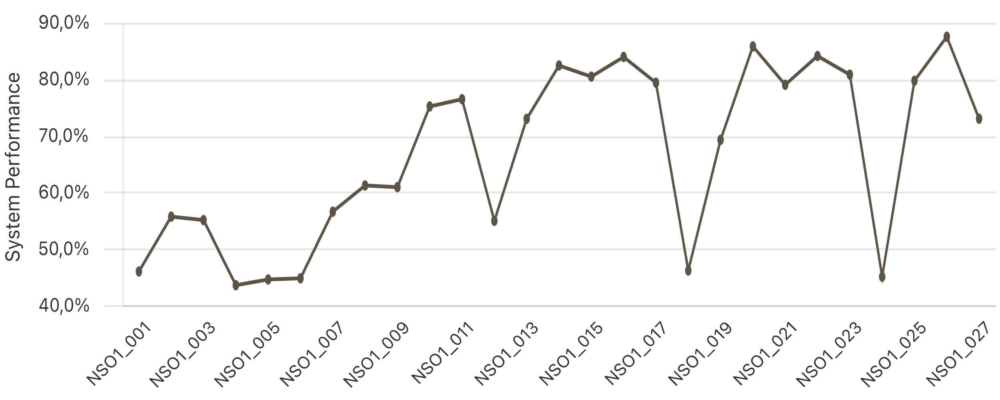 System Performance
90,0%
80,0%
70,0%
60,0%
50,0%
40,0%
NSO1_001
NSO1_003
NSO1_005
NSO1_007
NSO1_009
NSO1_011
NSO1_013
NSO1_015
NSO1_017
NSO1_019
NSO1_021
NSO1_023
NSO1_025
NSO1_027